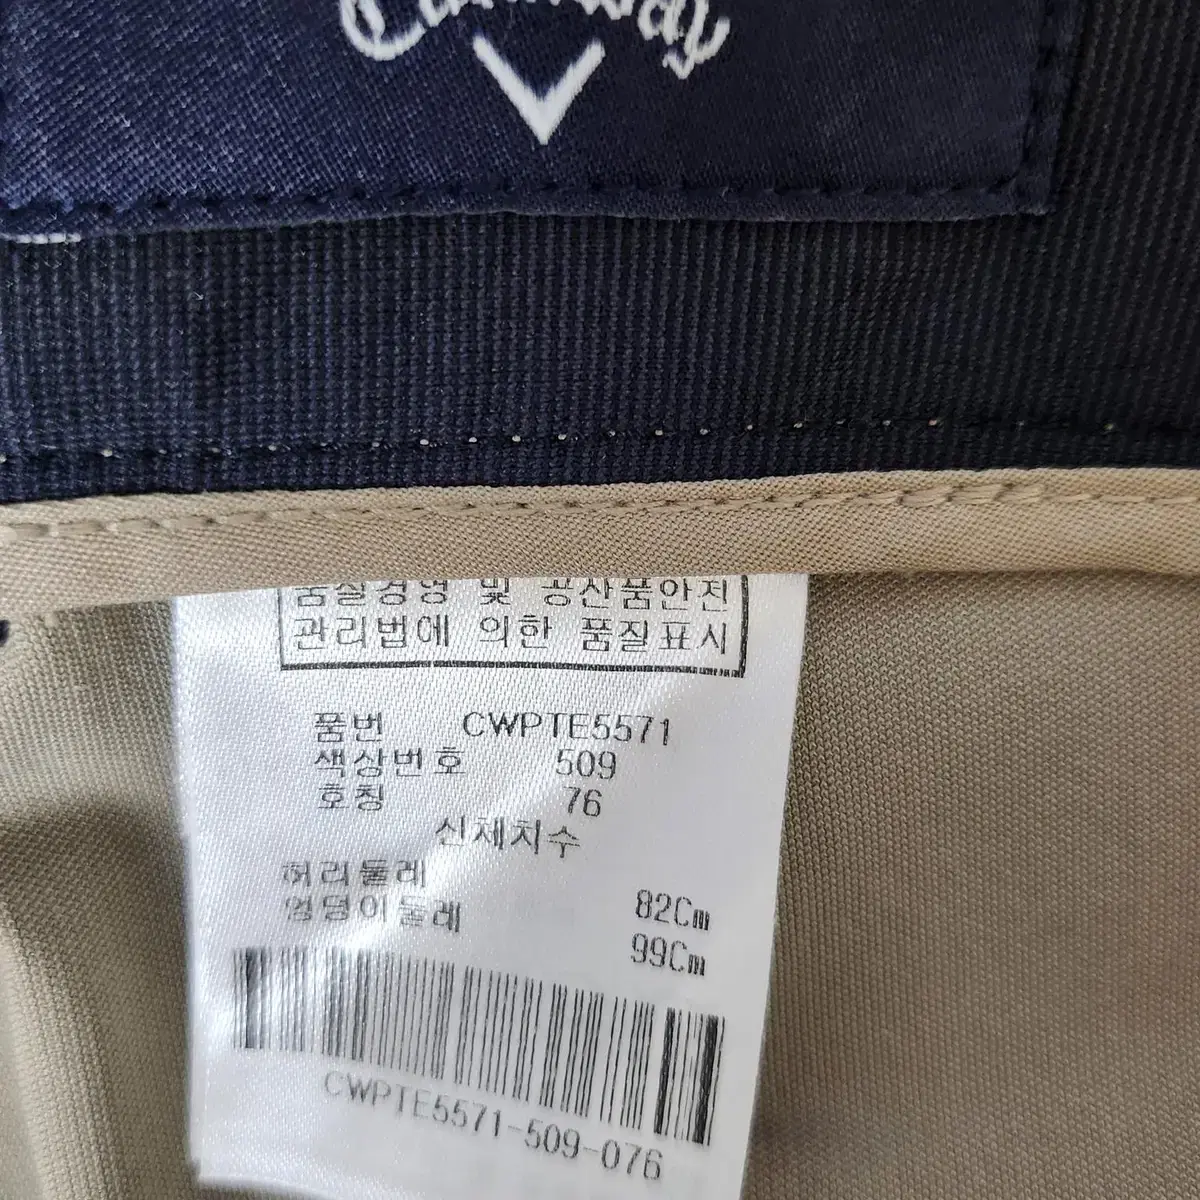 Callaway
품질경영 및 공산품안전
관리법에 의한 품질표시
품번 CWPTE5571
색상번호 509
호칭 76
신체치수
허리둘레 82Cm
엉덩이둘레 99Cm
CWPTE5571-509-076